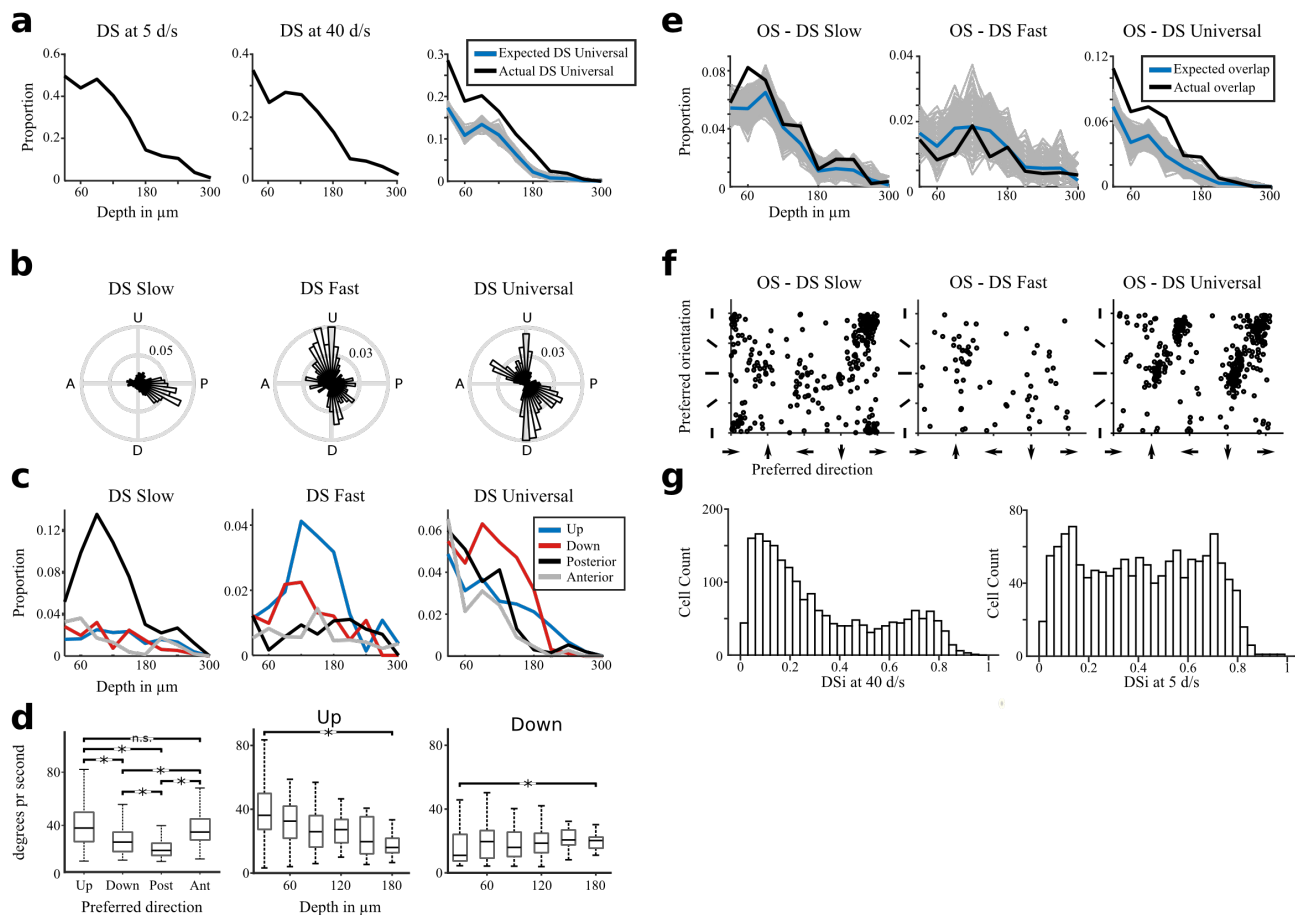 a
DS at 5 d/s
DS at 40 d/s
Expected DS Universal
Actual DS Universal
Proportion
0.6
0.4
0.2
0
60
180
300
Depth in µm
0.4
0.2
0
60
180
300
0.3
0.2
0.1
0
60
180
300
Depth in µm
b
DS Slow
DS Fast
DS Universal
U
A
P
D
0.05
U
A
P
D
0.03
U
A
P
D
0.03
c
DS Slow
DS Fast
DS Universal
Up
Down
Posterior
Anterior
Proportion
0.12
0.08
0.04
0
60
180
300
Depth in µm
0.04
0.02
0
60
180
300
0.06
0.04
0.02
0
60
180
300
Depth in µm
d
Up
Down
degrees pr second
80
40
0
n.s.
*
*
*
*
*
Up
Down
Post
Ant
Preferred direction
80
40
0
*
60
120
180
Depth in µm
80
40
0
*
60
120
180
e
OS - DS Slow
OS - DS Fast
OS - DS Universal
Expected overlap
Actual overlap
Proportion
0.08
0.04
0
60
180
300
Depth in µm
0.04
0.02
0
60
180
300
0.12
0.06
0
60
180
300
Depth in µm
f
OS - DS Slow
OS - DS Fast
OS - DS Universal
Preferred orientation
Preferred direction
g
Cell Count
200
100
0
0
0.2
0.4
0.6
0.8
1
DSi at 40 d/s
Cell Count
80
40
0
0
0.2
0.4
0.6
0.8
1
DSi at 5 d/s